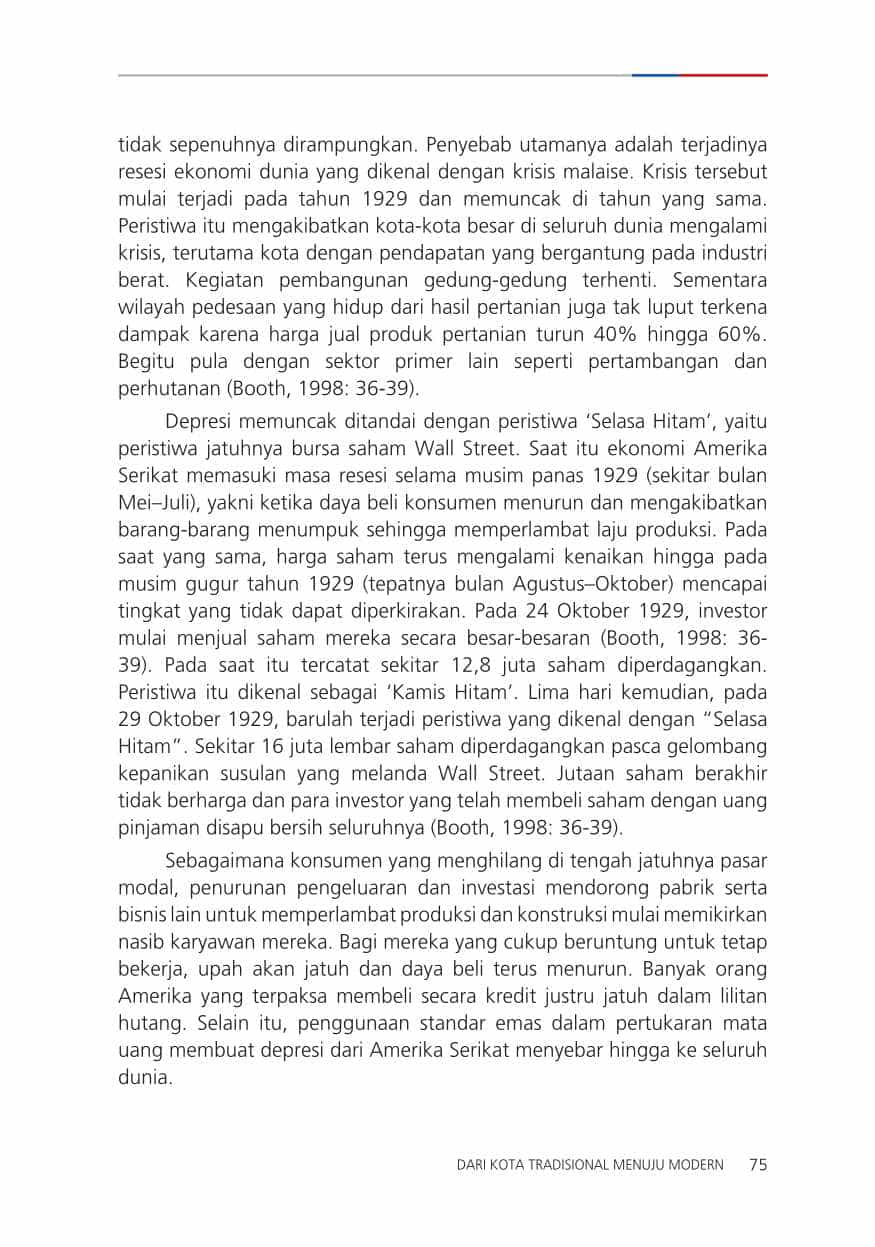 tidak sepenuhnya dirampungkan. Penyebab utamanya adalah terjadinya
resesi ekonomi dunia yang dikenal dengan krisis malaise. Krisis tersebut
mulai terjadi pada tahun 1929 dan memuncak di tahun yang sama.
Peristiwa itu mengakibatkan kota-kota besar di seluruh dunia mengalami
krisis, terutama kota dengan pendapatan yang bergantung pada industri
berat. Kegiatan pembangunan gedung-gedung terhenti. Sementara
wilayah pedesaan yang hidup dari hasil pertanian juga tak luput terkena
dampak karena harga jual produk pertanian turun 40% hingga 60%.
Begitu pula dengan sektor primer lain seperti pertambangan dan
perhutanan (Booth, 1998: 36-39).
Depresi memuncak ditandai dengan peristiwa ‘Selasa Hitam’, yaitu
peristiwa jatuhnya bursa saham Wall Street. Saat itu ekonomi Amerika
Serikat memasuki masa resesi selama musim panas 1929 (sekitar bulan
Mei–Juli), yakni ketika daya beli konsumen menurun dan mengakibatkan
barang-barang menumpuk sehingga memperlambat laju produksi. Pada
saat yang sama, harga saham terus mengalami kenaikan hingga pada
musim gugur tahun 1929 (tepatnya bulan Agustus–Oktober) mencapai
tingkat yang tidak dapat diperkirakan. Pada 24 Oktober 1929, investor
mulai menjual saham mereka secara besar-besaran (Booth, 1998: 36-
39). Pada saat itu tercatat sekitar 12,8 juta saham diperdagangkan.
Peristiwa itu dikenal sebagai ‘Kamis Hitam’. Lima hari kemudian, pada
29 Oktober 1929, barulah terjadi peristiwa yang dikenal dengan “Selasa
Hitam”. Sekitar 16 juta lembar saham diperdagangkan pasca gelombang
kepanikan susulan yang melanda Wall Street. Jutaan saham berakhir
tidak berharga dan para investor yang telah membeli saham dengan uang
pinjaman disapu bersih seluruhnya (Booth, 1998: 36-39).
Sebagaimana konsumen yang menghilang di tengah jatuhnya pasar
modal, penurunan pengeluaran dan investasi mendorong pabrik serta
bisnis lain untuk memperlambat produksi dan konstruksi mulai memikirkan
nasib karyawan mereka. Bagi mereka yang cukup beruntung untuk tetap
bekerja, upah akan jatuh dan daya beli terus menurun. Banyak orang
Amerika yang terpaksa membeli secara kredit justru jatuh dalam lilitan
hutang. Selain itu, penggunaan standar emas dalam pertukaran mata
uang membuat depresi dari Amerika Serikat menyebar hingga ke seluruh
dunia.
DARI KOTA TRADISIONAL MENUJU MODERN 75